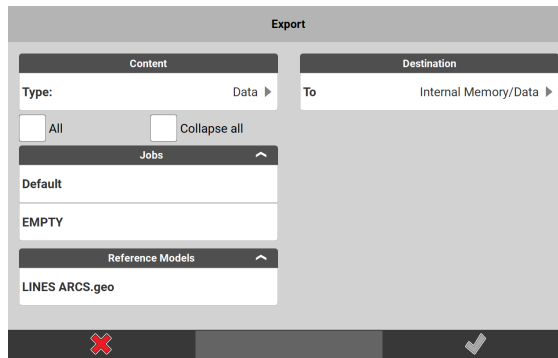 Export
Content
Type: Data
All Collapse all
Jobs
Default
EMPTY
Reference Models
LINES ARCS.geo
Destination
To Internal Memory/Data